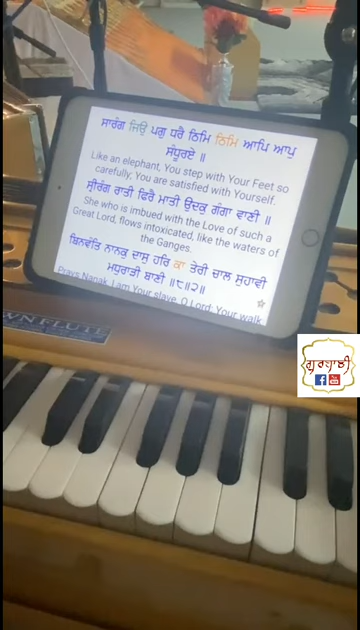 ਸਾਰੰਗ ਜਿਉ ਪਗੁ ਧਰੈ ਠਿਮਿ ਠਿਮਿ ਆਪਿ ਆਪੁ
ਸੰਧੂਰਏ ॥
Like an elephant, You step with Your Feet so
carefully; You are satisfied with Yourself.
ਸ੍ਰੀਰੰਗ ਰਾਤੀ ਫਿਰੈ ਮਾਤੀ ਉਦਕੁ ਗੰਗਾ ਵਾਣੀ ॥
She who is imbued with the Love of such a
Great Lord, flows intoxicated, like the waters of
the Ganges.
ਬਿਨਵੰਤਿ ਨਾਨਕੁ ਦਾਸੁ ਹਰਿ ਕਾ ਤੇਰੀ ਚਾਲ ਸੁਹਾਵੀ
ਮਧੁਰਾੜੀ ਬਾਣੀ ॥੮॥੨॥
Prays Nanak, I am Your slave, O Lord; Your walk
WN FLUTE
ਗੁਰਬਾਣੀ